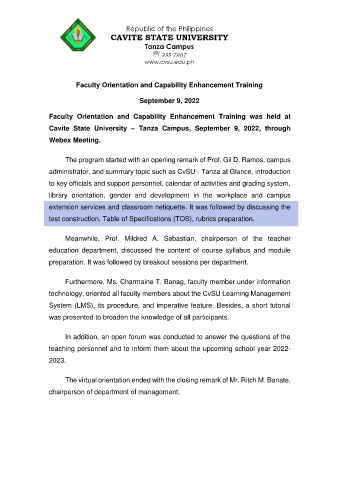 Republic of the Philippines
CAVITE STATE UNIVERSITY
Tanza Campus
www.cvsu.edu.ph
Faculty Orientation and Capability Enhancement Training
September 9, 2022
Faculty Orientation and Capability Enhancement Training was held at
Cavite State University – Tanza Campus, September 9, 2022, through
Webex Meeting.
The program started with an opening remark of Prof. Gil D. Ramos, campus
administrator, and summary topic such as CvSU - Tanza at Glance, introduction
to key officials and support personnel, calendar of activities and grading system,
library orientation, gender and development in the workplace and campus
extension services and classroom netiquette. It was followed by discussing the
test construction, Table of Specifications (TOS), rubrics preparation.
Meanwhile, Prof. Mildred A. Sebastian, chairperson of the teacher
education department, discussed the content of course syllabus and module
preparation. It was followed by breakout sessions per department.
Furthermore, Ms. Charmaine T. Banag, faculty member under information
technology, oriented all faculty members about the CvSU Learning Management
System (LMS), its procedure, and imperative feature. Besides, a short tutorial
was presented to broaden the knowledge of all participants.
In addition, an open forum was conducted to answer the questions of the
teaching personnel and to inform them about the upcoming school year 2022-
2023.
The virtual orientation ended with the closing remark of Mr. Ritch M. Banate,
chairperson of department of management.